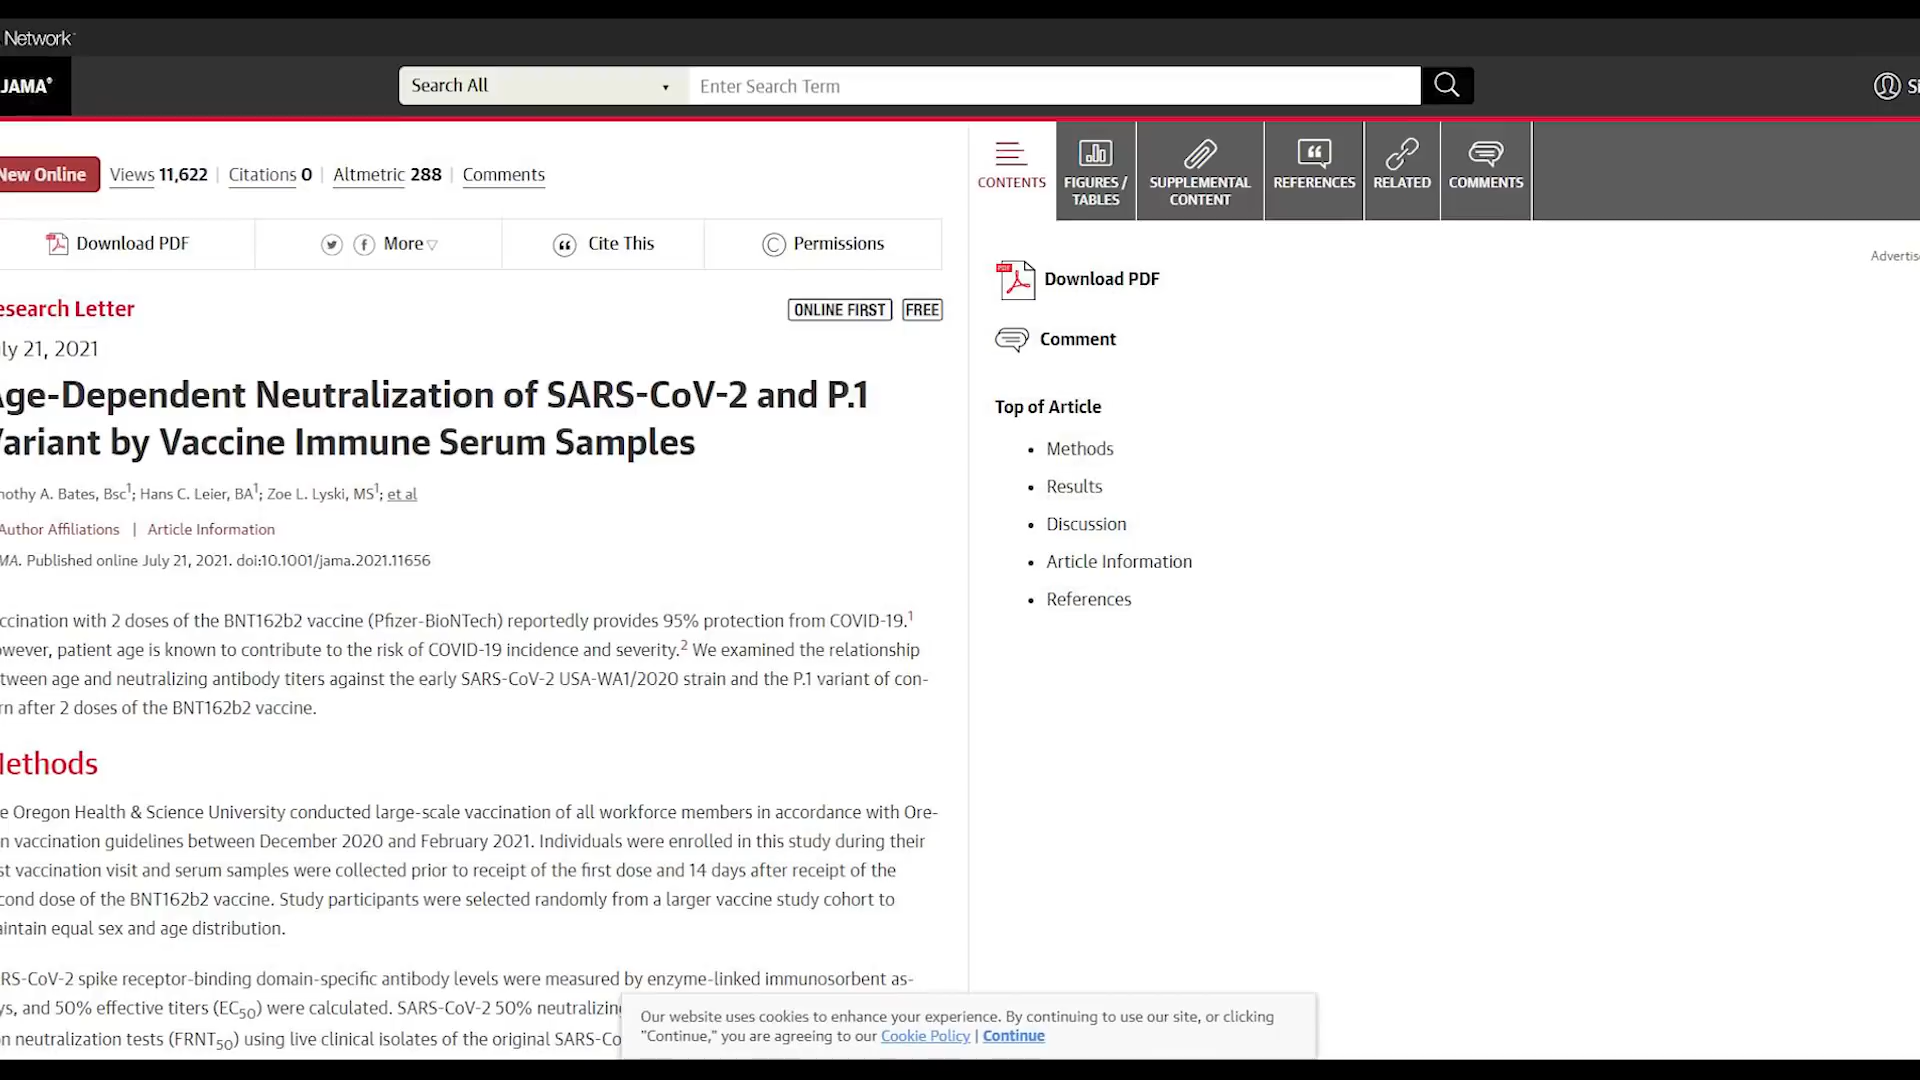 Network
JAMA®
Search All
Enter Search Term
Si
New Online
Views 11,622 | Citations 0 | Altmetric 288 | Comments
CONTENTS
FIGURES / TABLES
SUPPLEMENTAL CONTENT
REFERENCES
RELATED
COMMENTS
Download PDF
More
Cite This
Permissions
esearch Letter
ONLINE FIRST
FREE
ly 21, 2021
ge-Dependent Neutralization of SARS-CoV-2 and P.1
ariant by Vaccine Immune Serum Samples
nothy A. Bates, Bsc1; Hans C. Leier, BA1; Zoe L. Lyski, MS1; et al
Author Affiliations | Article Information
MA. Published online July 21, 2021. doi:10.1001/jama.2021.11656
ccination with 2 doses of the BNT162b2 vaccine (Pfizer-BioNTech) reportedly provides 95% protection from COVID-19.1
owever, patient age is known to contribute to the risk of COVID-19 incidence and severity.2 We examined the relationship
tween age and neutralizing antibody titers against the early SARS-CoV-2 USA-WA1/2020 strain and the P.1 variant of con-
rn after 2 doses of the BNT162b2 vaccine.
lethods
e Oregon Health & Science University conducted large-scale vaccination of all workforce members in accordance with Ore-
n vaccination guidelines between December 2020 and February 2021. Individuals were enrolled in this study during their
st vaccination visit and serum samples were collected prior to receipt of the first dose and 14 days after receipt of the
cond dose of the BNT162b2 vaccine. Study participants were selected randomly from a larger vaccine study cohort to
aintain equal sex and age distribution.
RS-CoV-2 spike receptor-binding domain-specific antibody levels were measured by enzyme-linked immunosorbent as-
ys, and 50% effective titers (EC50) were calculated. SARS-CoV-2 50% neutralizing
n neutralization tests (FRNT50) using live clinical isolates of the original SARS-Co
Download PDF
Comment
Top of Article
• Methods
• Results
• Discussion
• Article Information
• References
Advertis
Our website uses cookies to enhance your experience. By continuing to use our site, or clicking
"Continue," you are agreeing to our Cookie Policy | Continue